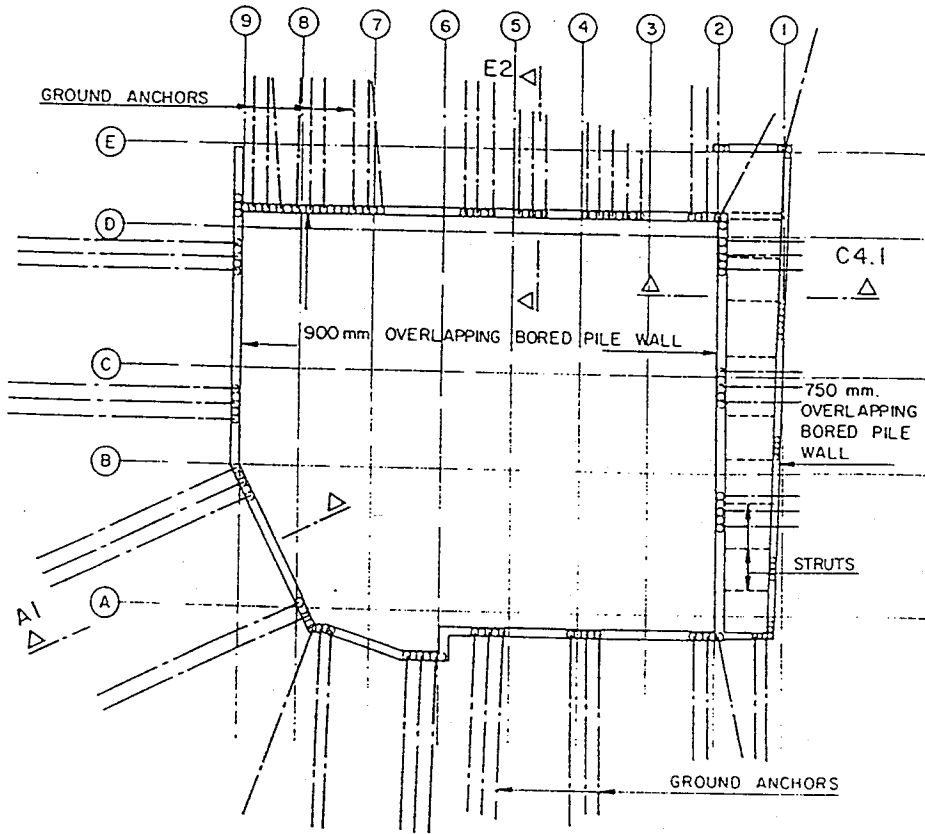 9 8 7 6 5 4 3 2 1
E2
GROUND ANCHORS
E
D
C4.1
900 mm OVERLAPPING BORED PILE WALL
C
750 mm.
OVERLAPPING
BORED PILE
WALL
B
STRUTS
A
A1
GROUND ANCHORS